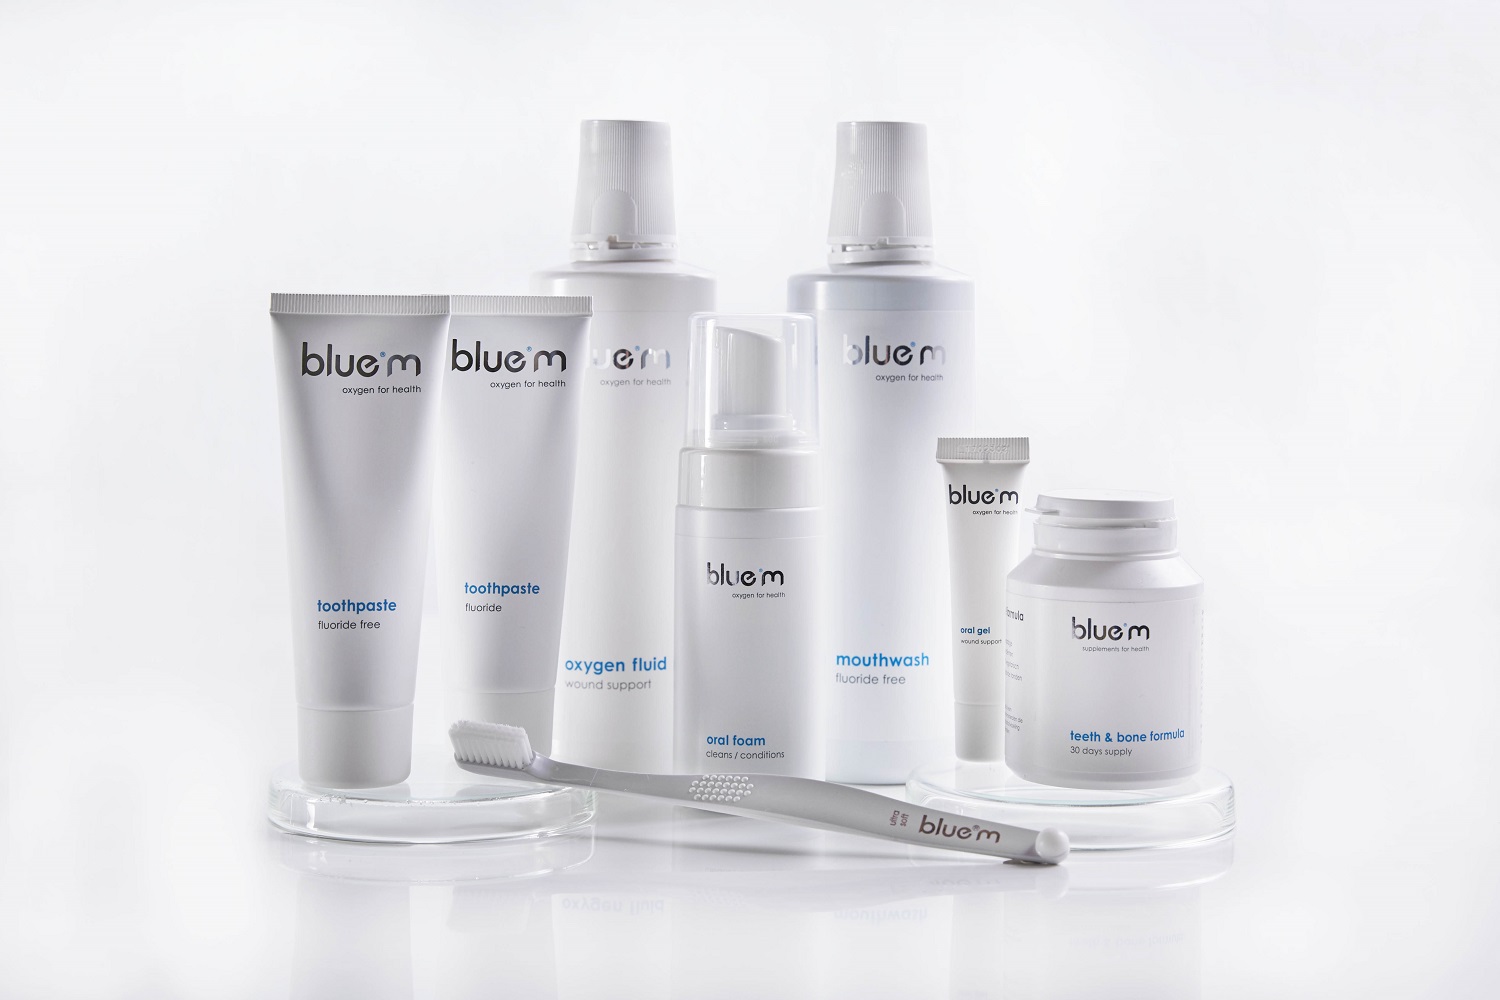 blue®m
oxygen for health
toothpaste
fluoride free
blue®m
oxygen for health
toothpaste
fluoride
oxygen for health
oxygen fluid
wound support
blue®m
oxygen for health
oral foam
cleans / conditions
blue®m
oxygen for health
mouthwash
fluoride free
blue®m
oxygen for health
oral gel
wound support
blue®m
supplements for health
teeth & bone formula
30 days supply
ultra
soft
blue®m